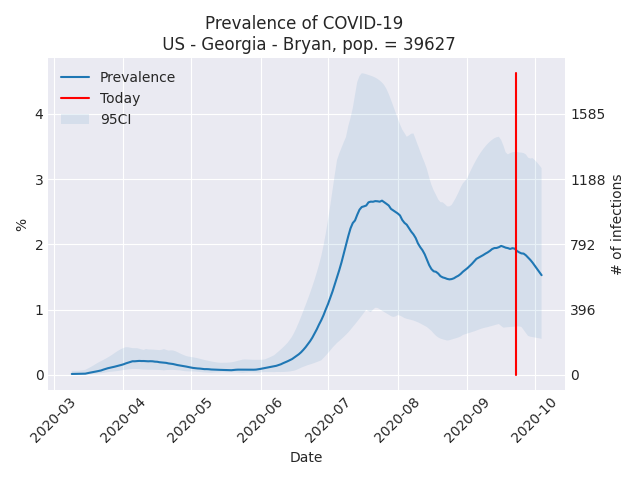 Prevalence of COVID-19
US - Georgia - Bryan, pop. = 39627
Prevalence
Today
95CI
%
4
3
2
1
0
1585
1188
792
396
0
# of infections
2020-03
2020-04
2020-05
2020-06
2020-07
2020-08
2020-09
2020-10
Date